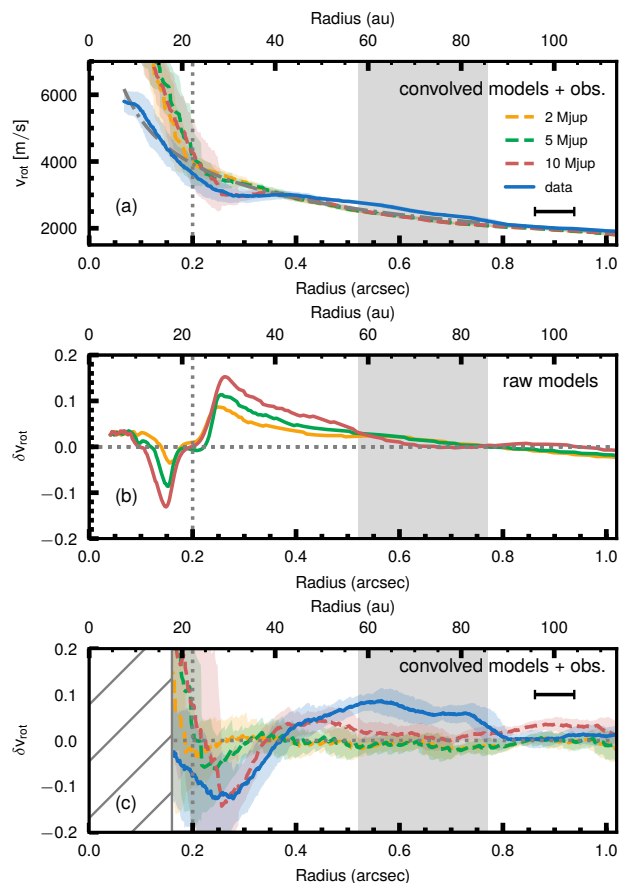 Radius (au)
0 20 40 60 80 100
6000
4000
2000
v_rot [m/s]
convolved models + obs.
2 Mjup
5 Mjup
10 Mjup
data
(a)
0.0 0.2 0.4 0.6 0.8 1.0
Radius (arcsec)
Radius (au)
0 20 40 60 80 100
0.2
0.1
0.0
−0.1
−0.2
δv_rot
raw models
(b)
0.0 0.2 0.4 0.6 0.8 1.0
Radius (arcsec)
Radius (au)
0 20 40 60 80 100
0.2
0.1
0.0
−0.1
−0.2
δv_rot
convolved models + obs.
(c)
0.0 0.2 0.4 0.6 0.8 1.0
Radius (arcsec)